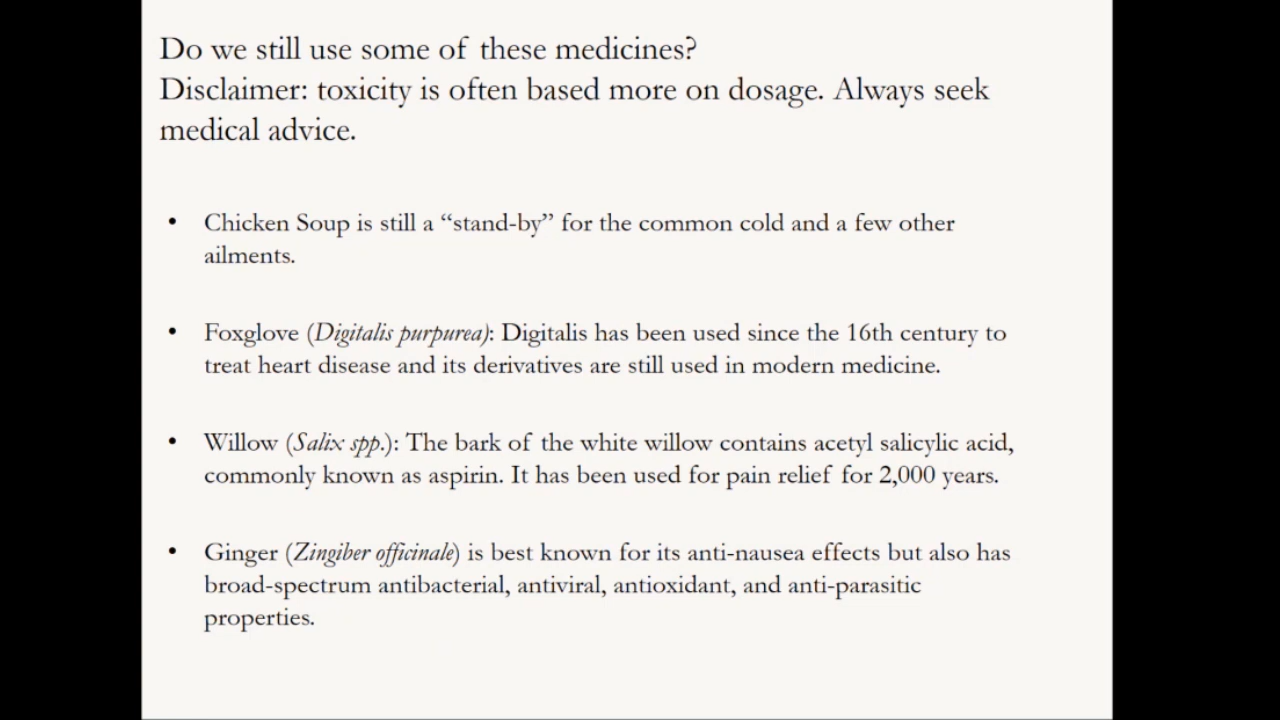 Do we still use some of these medicines?
Disclaimer: toxicity is often based more on dosage. Always seek
medical advice.
• Chicken Soup is still a “stand-by” for the common cold and a few other
ailments.
• Foxglove (Digitalis purpurea): Digitalis has been used since the 16th century to
treat heart disease and its derivatives are still used in modern medicine.
• Willow (Salix spp.): The bark of the white willow contains acetyl salicylic acid,
commonly known as aspirin. It has been used for pain relief for 2,000 years.
• Ginger (Zingiber officinale) is best known for its anti-nausea effects but also has
broad-spectrum antibacterial, antiviral, antioxidant, and anti-parasitic
properties.